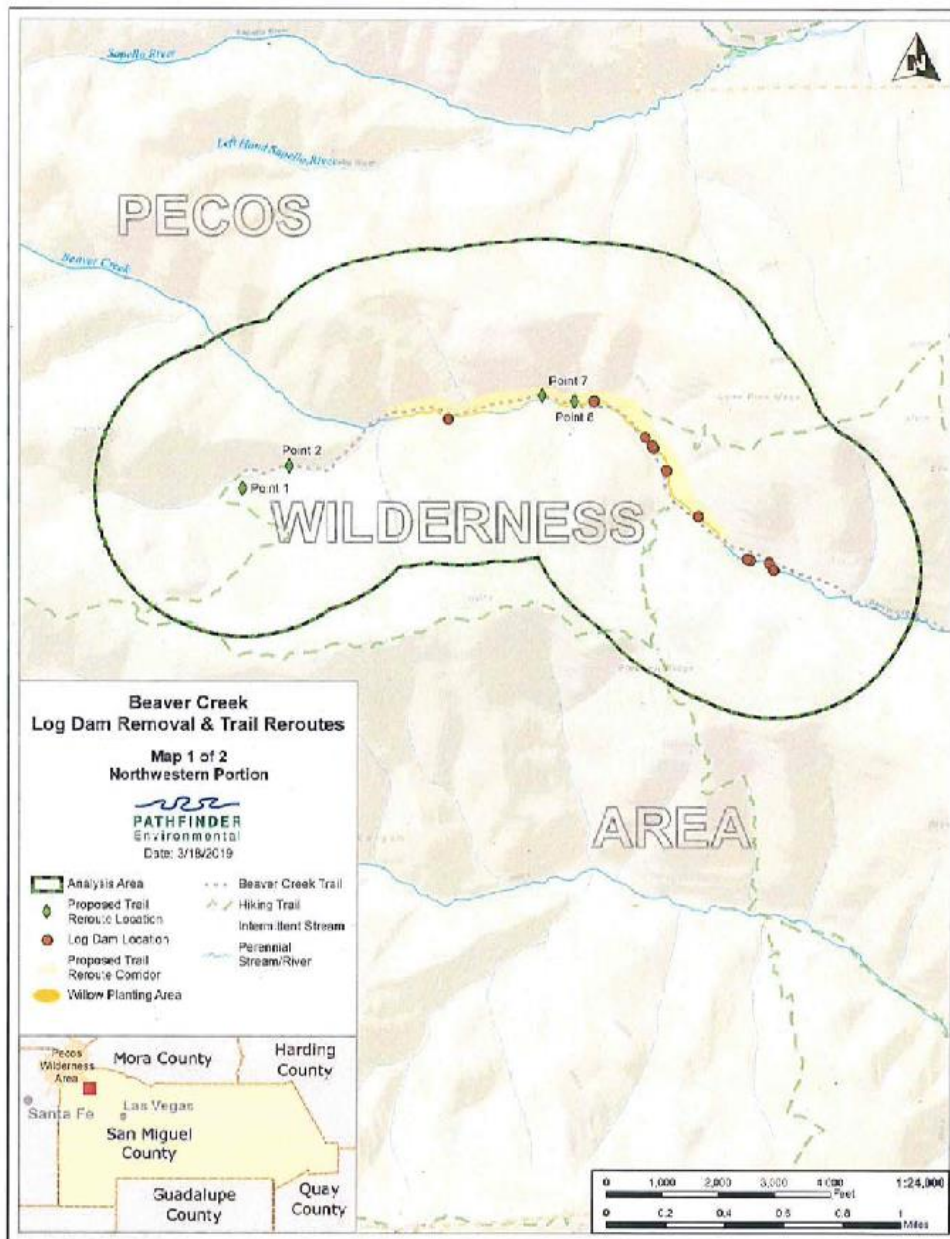 Sapello River
Sapello River
N
Left Hand Sapello River
PECOS
Beaver Creek
Point 7
Point 8
Point 2
Point 1
WILDERNESS
Beaver Creek
Log Dam Removal & Trail Reroutes
Map 1 of 2
Northwestern Portion
PATHFINDER
Environmental
Date: 3/18/2019
Analysis Area
Proposed Trail
Reroute Location
Log Dam Location
Proposed Trail
Reroute Corridor
Willow Planting Area
Beaver Creek Trail
Hiking Trail
Intermittent Stream
Perennial
Stream/River
AREA
Pecos
Wilderness
Area
Mora County
Harding
County
Santa Fe
Las Vegas
San Miguel
County
Guadalupe
County
Quay
County
0 1,000 2,000 3,000 4,000 1:24,000
Feet
0 0.2 0.4 0.6 0.8 1
Miles